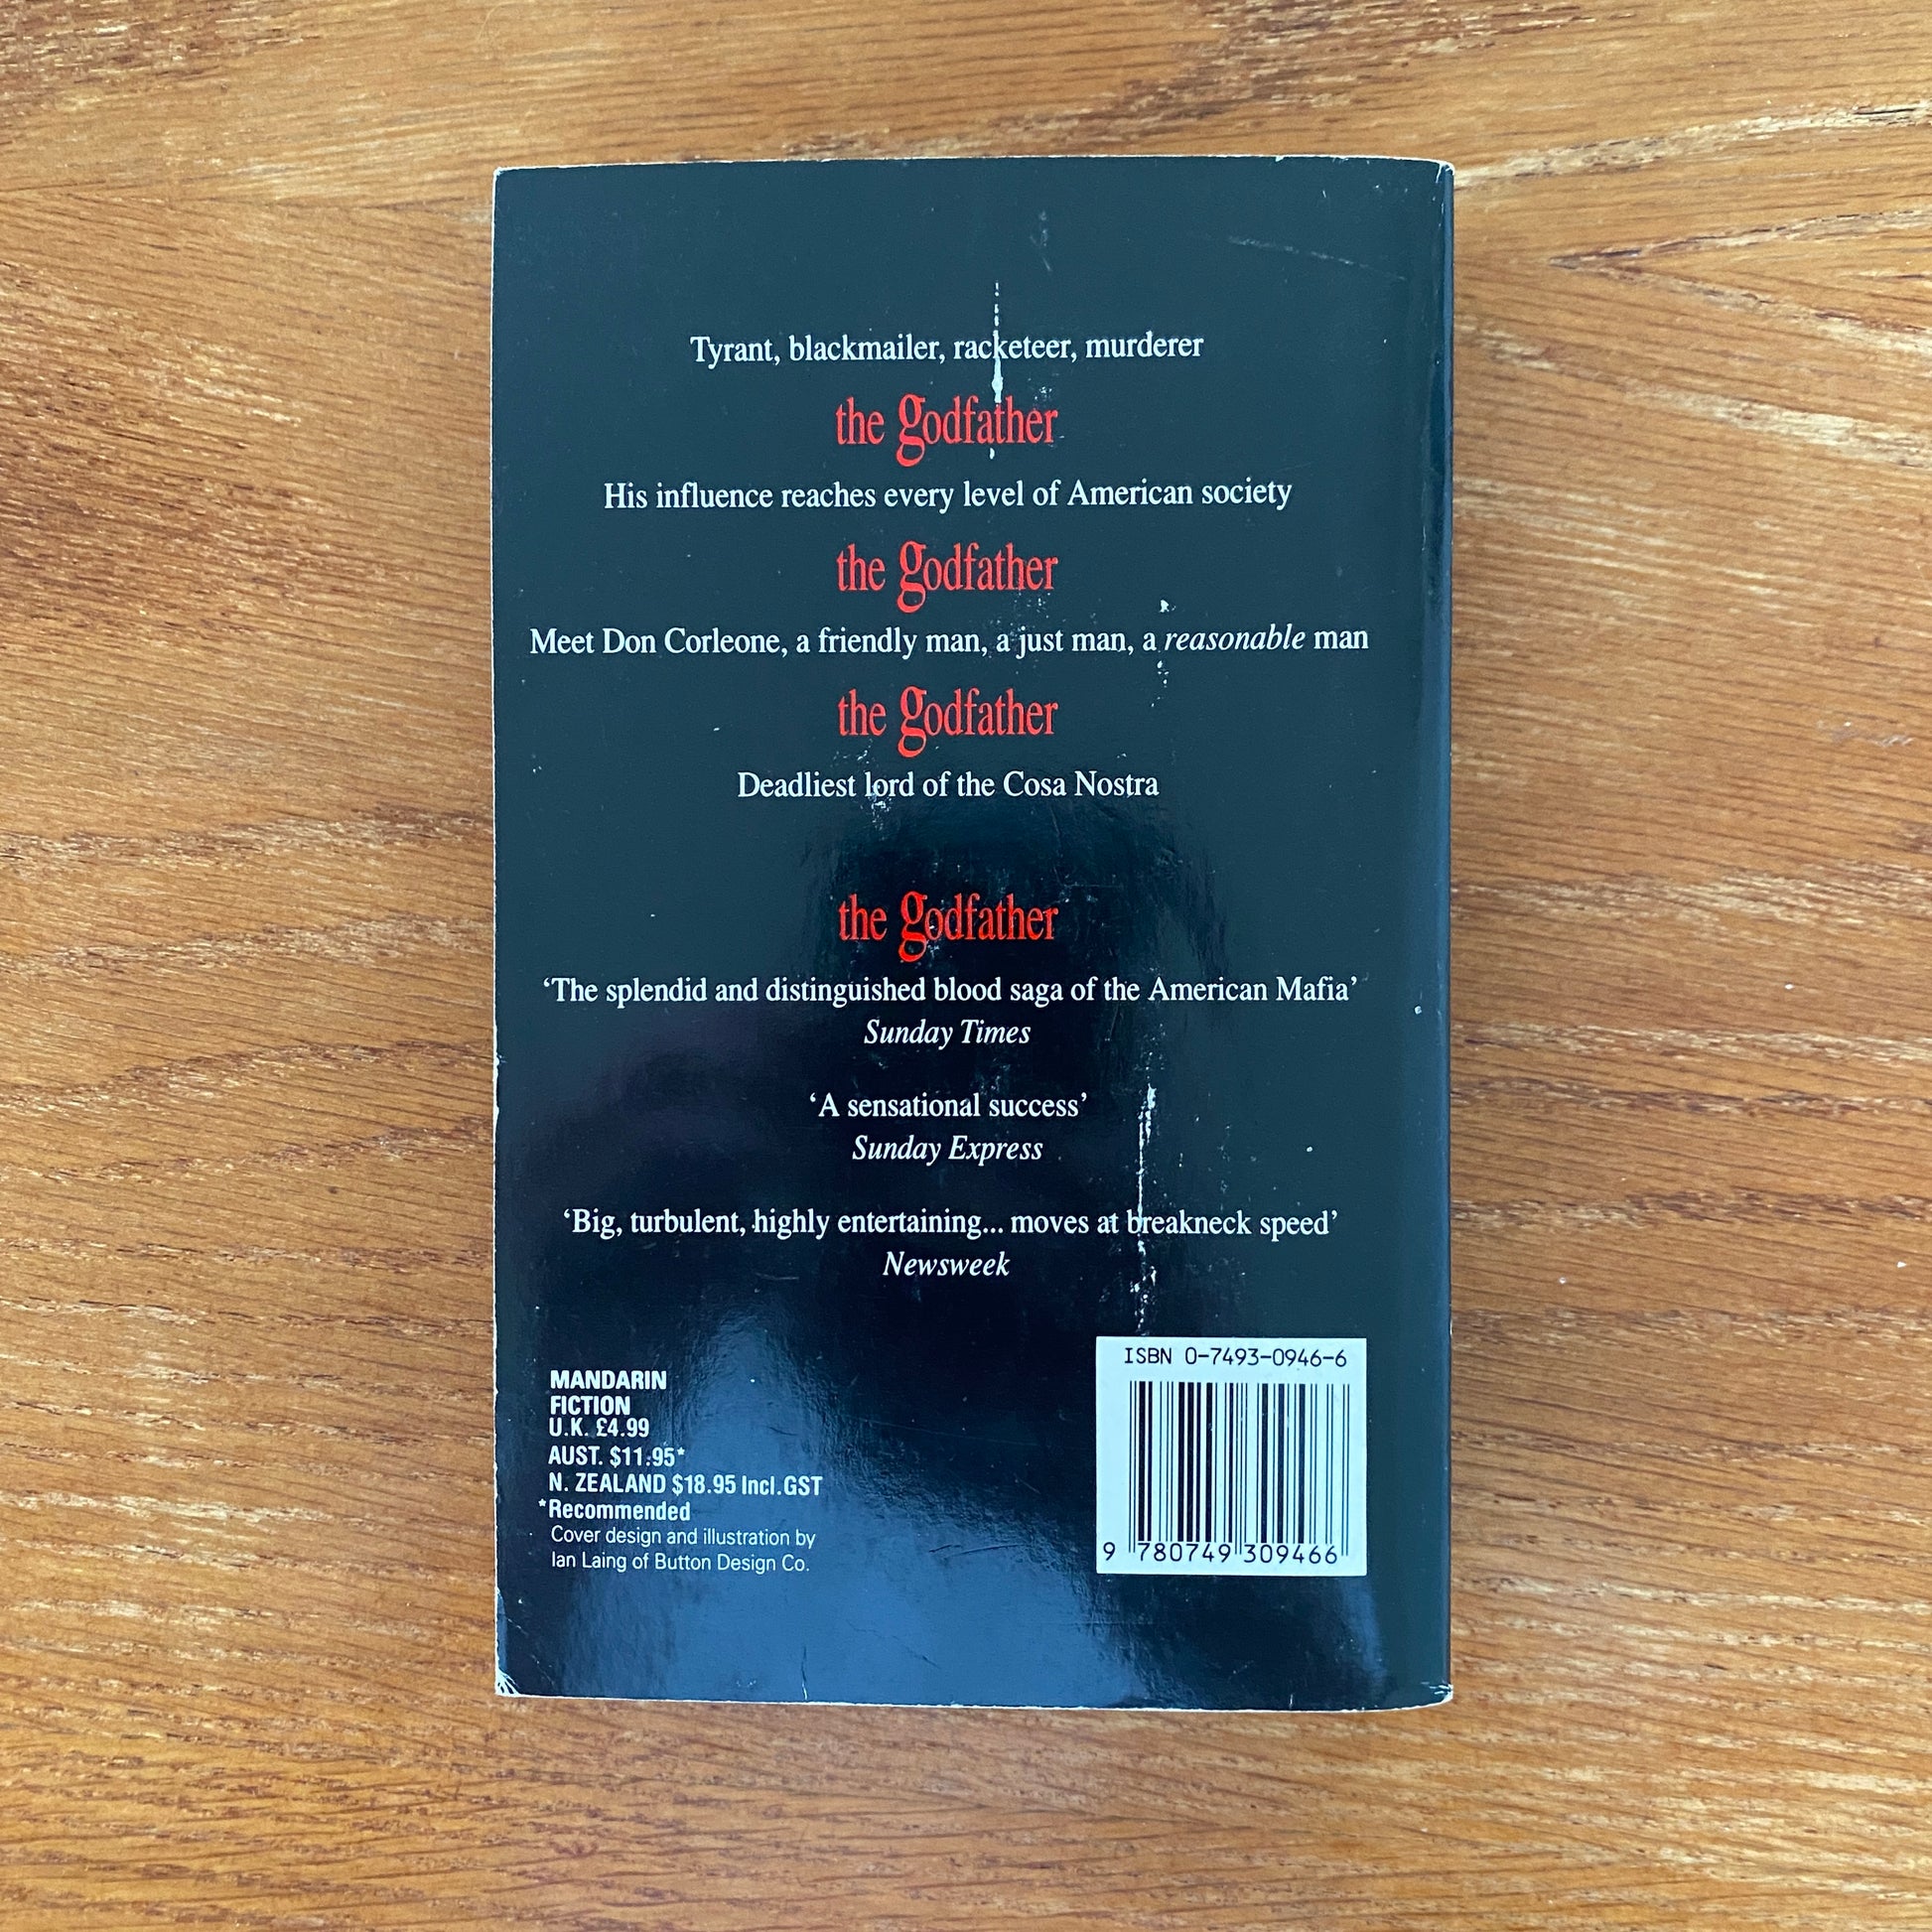 Tyrant, blackmailer, racketeer, murderer
the godfather
His influence reaches every level of American society
the godfather
Meet Don Corleone, a friendly man, a just man, a reasonable man
the godfather
Deadliest lord of the Cosa Nostra
the godfather
‘The splendid and distinguished blood saga of the American Mafia’
Sunday Times
‘A sensational success’
Sunday Express
‘Big, turbulent, highly entertaining... moves at breakneck speed’
Newsweek
MANDARIN
FICTION
U.K. £4.99
AUST. $11.95*
N. ZEALAND $18.95 Incl.GST
*Recommended
Cover design and illustration by
Ian Laing of Button Design Co.
ISBN 0-7493-0946-6
9 780749 309466